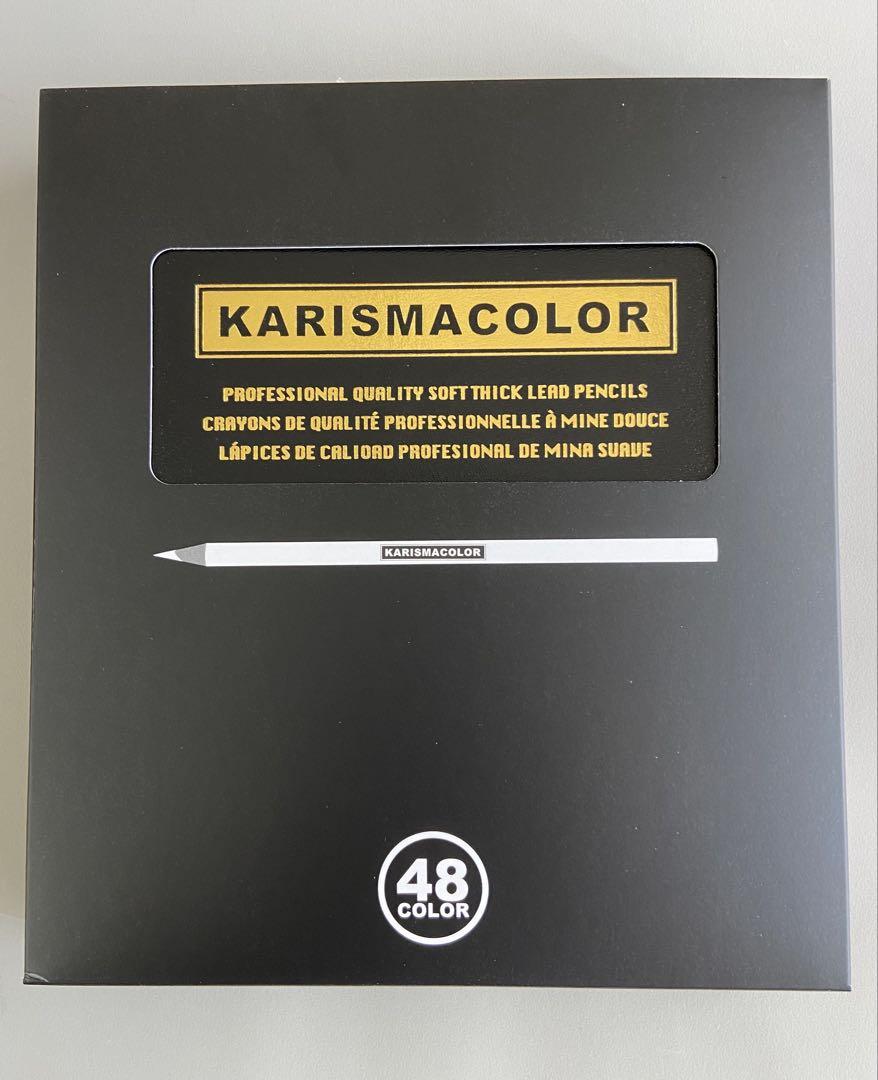 KARISMACOLOR
PROFESSIONAL QUALITY SOFT THICK LEAD PENCILS
CRAYONS DE QUALITÉ PROFESSIONNELLE À MINE DOUCE
LÁPICES DE CALIOAD PROFESIONAL DE MINA SUAVE
KARISMACOLOR
48
COLOR